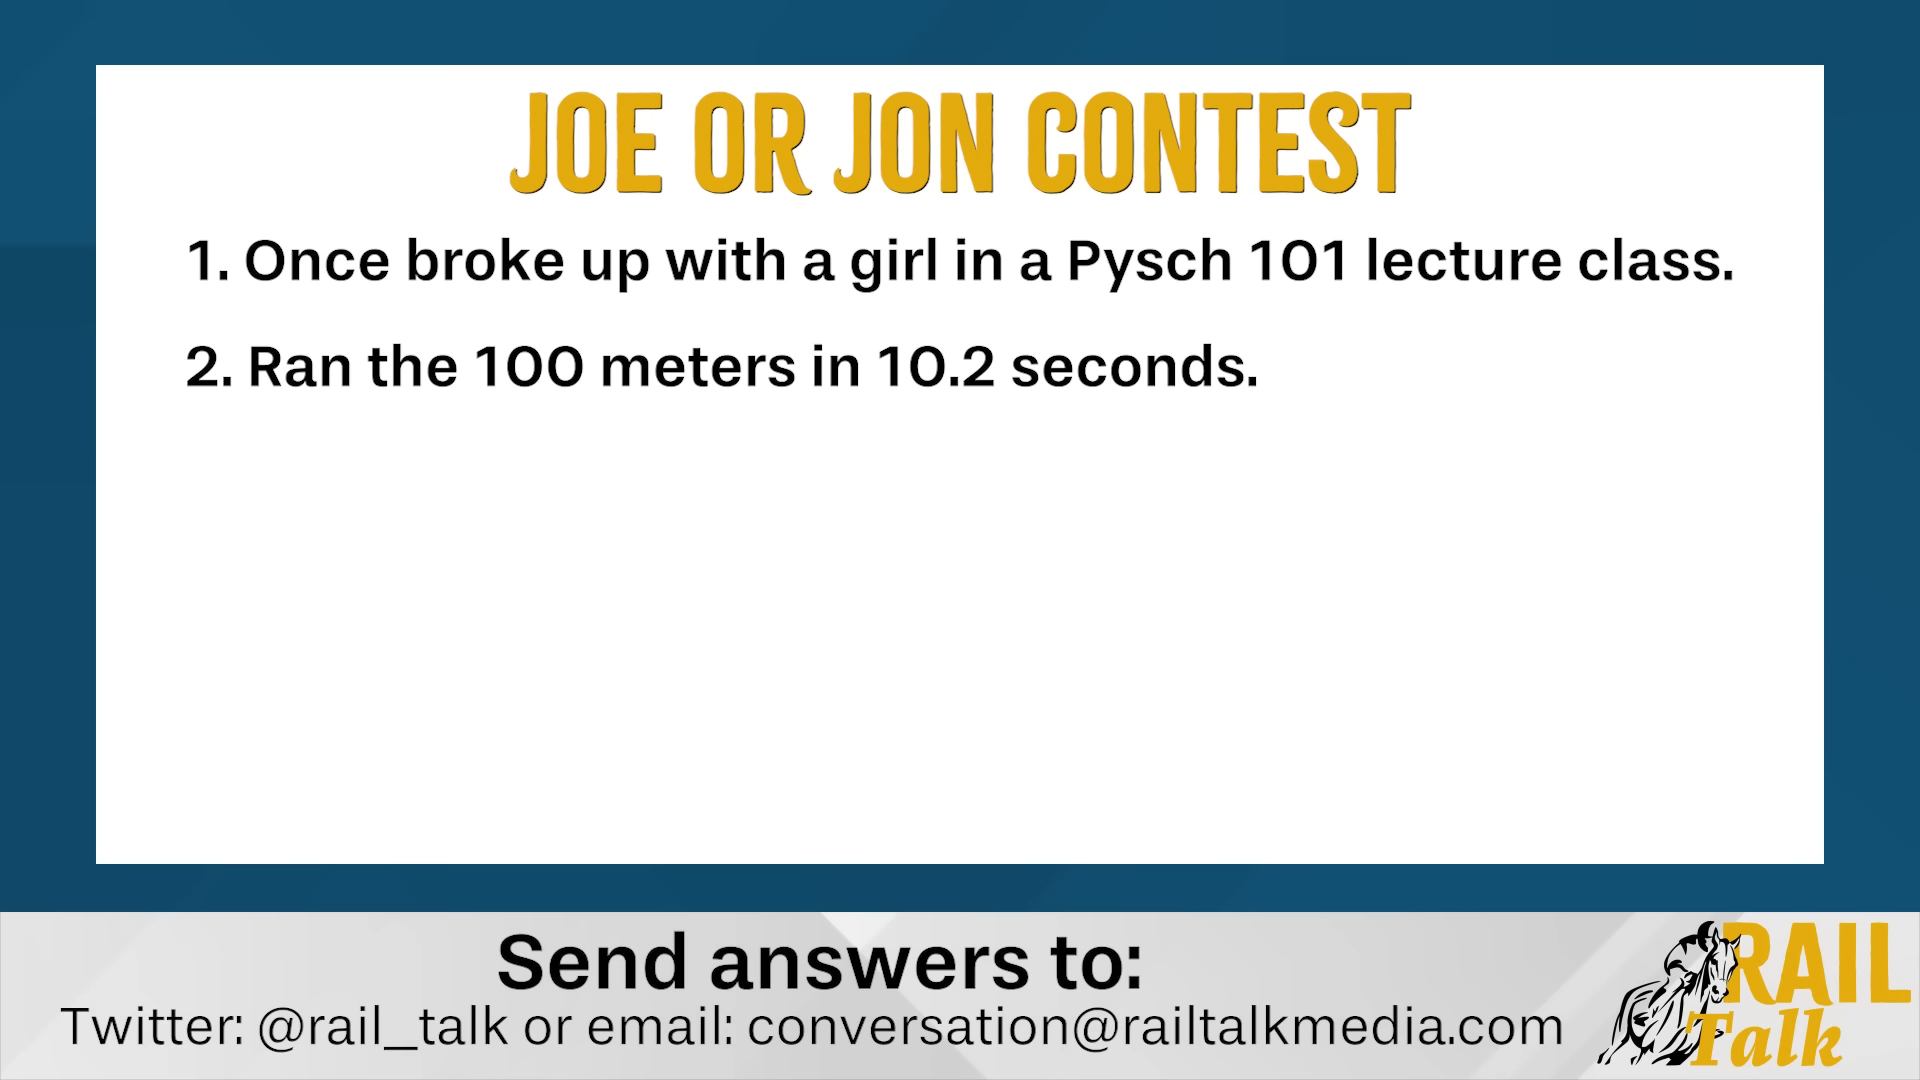 JOE OR JON CONTEST
1. Once broke up with a girl in a Pysch 101 lecture class.
2. Ran the 100 meters in 10.2 seconds.
Send answers to:
Twitter: @rail_talk or email: conversation@railtalkmedia.com
RAIL
Talk